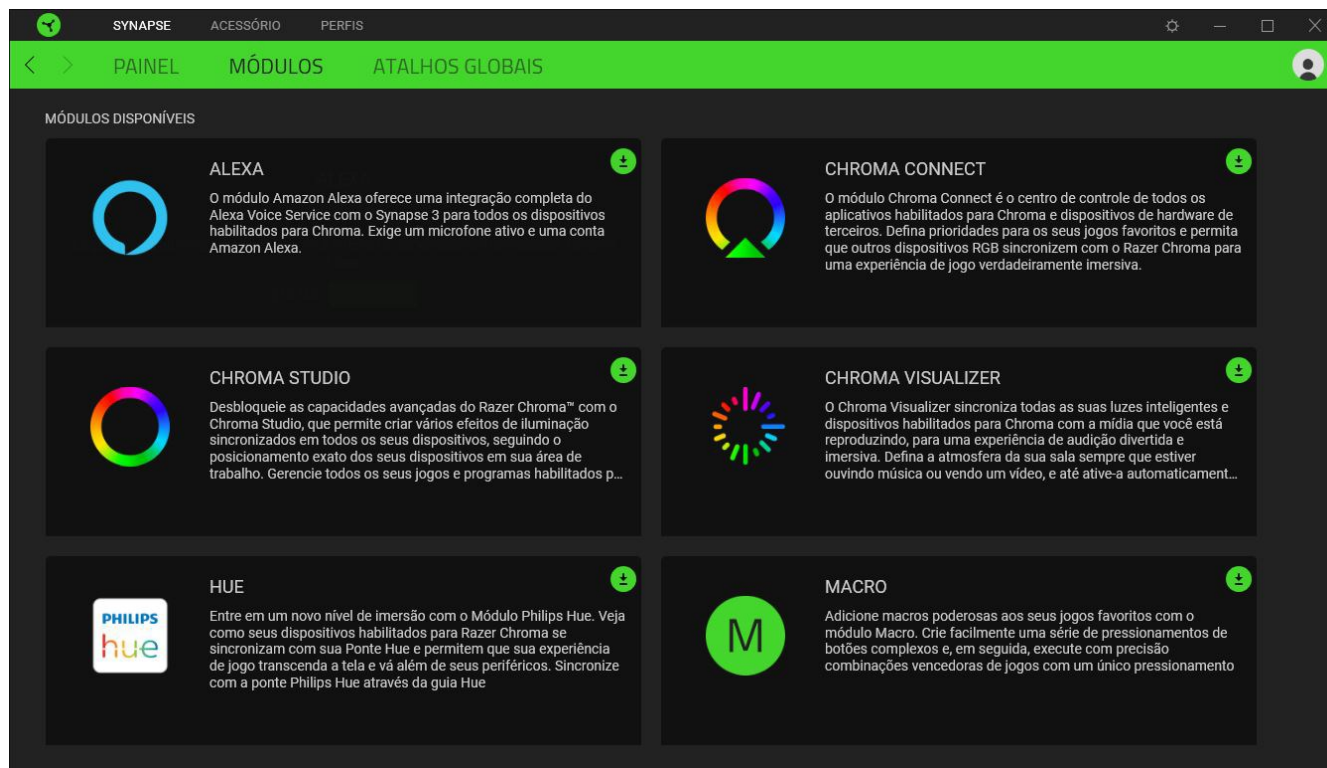 SYNAPSE ACESSÓRIO PERFIS
PAINEL MÓDULOS ATALHOS GLOBAIS
MÓDULOS DISPONÍVEIS
ALEXA
O módulo Amazon Alexa oferece uma integração completa do
Alexa Voice Service com o Synapse 3 para todos os dispositivos
habilitados para Chroma. Exige um microfone ativo e uma conta
Amazon Alexa.
CHROMA CONNECT
O módulo Chroma Connect é o centro de controle de todos os
aplicativos habilitados para Chroma e dispositivos de hardware de
terceiros. Defina prioridades para os seus jogos favoritos e permita
que outros dispositivos RGB sincronizem com o Razer Chroma para
uma experiência de jogo verdadeiramente imersiva.
CHROMA STUDIO
Desbloqueie as capacidades avançadas do Razer Chroma™ com o
Chroma Studio, que permite criar vários efeitos de iluminação
sincronizados em todos os seus dispositivos, seguindo o
posicionamento exato dos seus dispositivos em sua área de
trabalho. Gerencie todos os seus jogos e programas habilitados p...
CHROMA VISUALIZER
O Chroma Visualizer sincroniza todas as suas luzes inteligentes e
dispositivos habilitados para Chroma com a mídia que você está
reproduzindo, para uma experiência de audição divertida e
imersiva. Defina a atmosfera da sua sala sempre que estiver
ouvindo música ou vendo um vídeo, e até ative-a automaticament...
PHILIPS
hue
HUE
Entre em um novo nível de imersão com o Módulo Philips Hue. Veja
como seus dispositivos habilitados para Razer Chroma se
sincronizam com sua Ponte Hue e permitem que sua experiência
de jogo transcenda a tela e vá além de seus periféricos. Sincronize
com a ponte Philips Hue através da guia Hue
M
MACRO
Adicione macros poderosas aos seus jogos favoritos com o
módulo Macro. Crie facilmente uma série de pressionamentos de
botões complexos e, em seguida, execute com precisão
combinações vencedoras de jogos com um único pressionamento